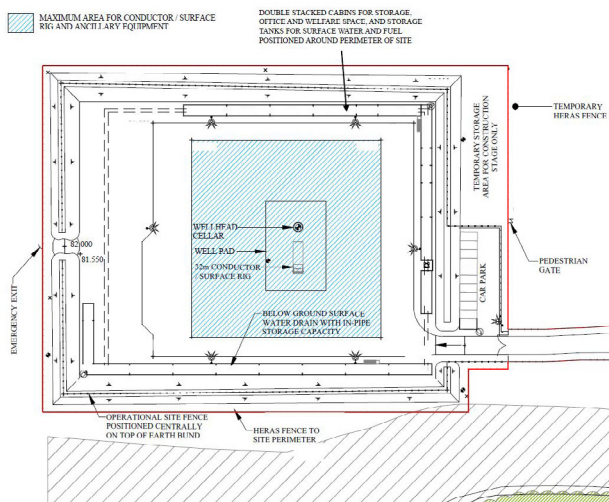 MAXIMUM AREA FOR CONDUCTOR / SURFACE
RIG AND ANCILLARY EQUIPMENT
DOUBLE STACKED CABINS FOR STORAGE,
OFFICE AND WELFARE SPACE, AND STORAGE
TANKS FOR SURFACE WATER AND FUEL
POSITIONED AROUND PERIMETER OF SITE
TEMPORARY
HERAS FENCE
TEMPORARY STORAGE
AREA FOR CONSTRUCTION
STAGE ONLY
WELLHEAD
CELLAR
WELL PAD
32m CONDUCTOR
/ SURFACE RIG
82.000
81.550
PEDESTRIAN
GATE
CAR PARK
EMERGENCY EXIT
BELOW GROUND SURFACE
WATER DRAIN WITH IN-PIPE
STORAGE CAPACITY
OPERATIONAL SITE FENCE
POSITIONED CENTRALLY
ON TOP OF EARTH BUND
HERAS FENCE TO
SITE PERIMETER